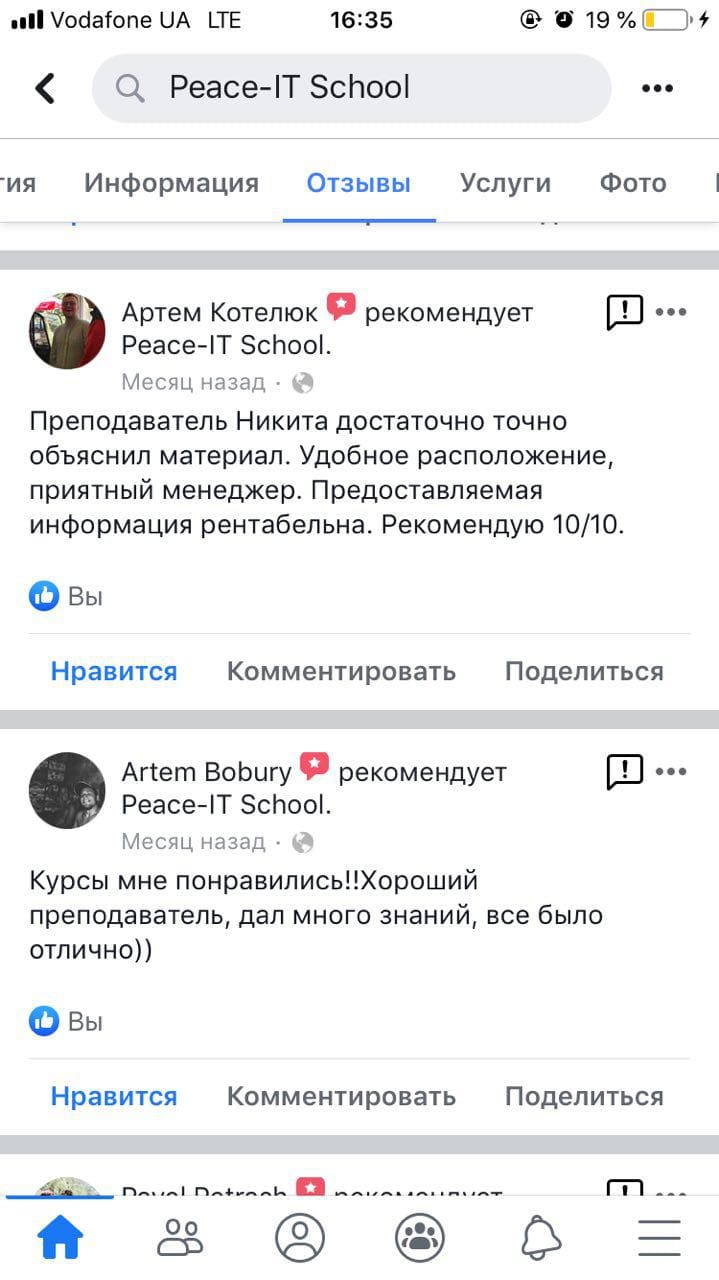 Vodafone UA LTE 16:35 19 %
Peace-IT School
тия Информация Отзывы Услуги Фото
Артем Котелюк рекомендует
Peace-IT School.
Месяц назад ·
Преподаватель Никита достаточно точно
объяснил материал. Удобное расположение,
приятный менеджер. Предоставляемая
информация рентабельна. Рекомендую 10/10.
Вы
Нравится Комментировать Поделиться
Artem Bobury рекомендует
Peace-IT School.
Месяц назад ·
Курсы мне понравились!!Хороший
преподаватель, дал много знаний, все было
отлично))
Вы
Нравится Комментировать Поделиться
рекомендует